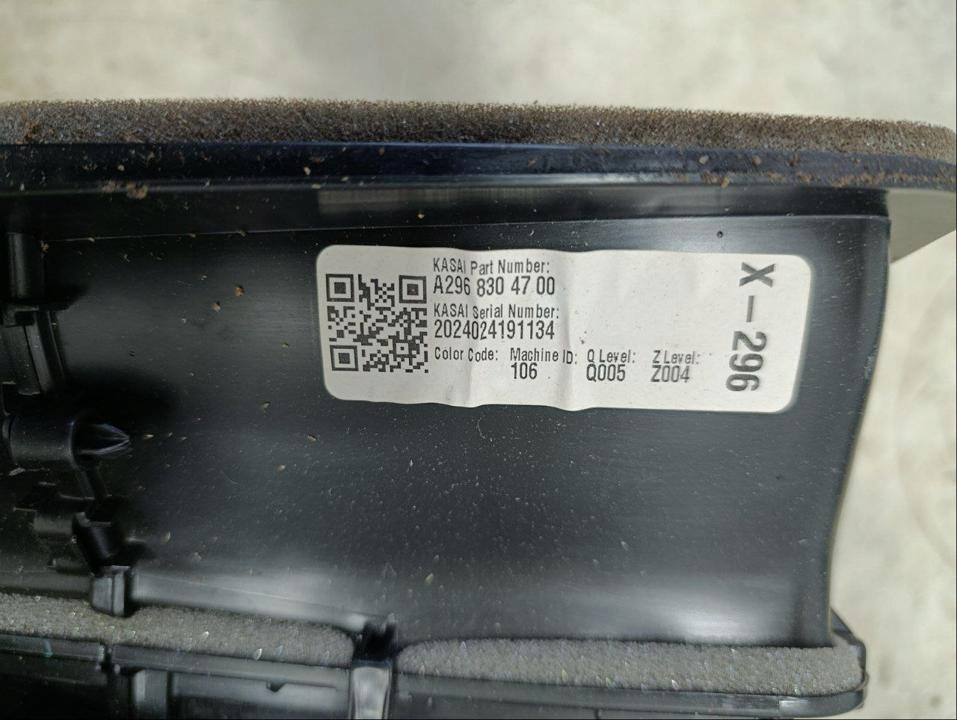 KASAI Part Number:
A296 830 47 00
KASAI Serial Number:
2024024191134
Color Code: Machine ID: Q Level: Z Level:
106 Q005 Z004
X-296